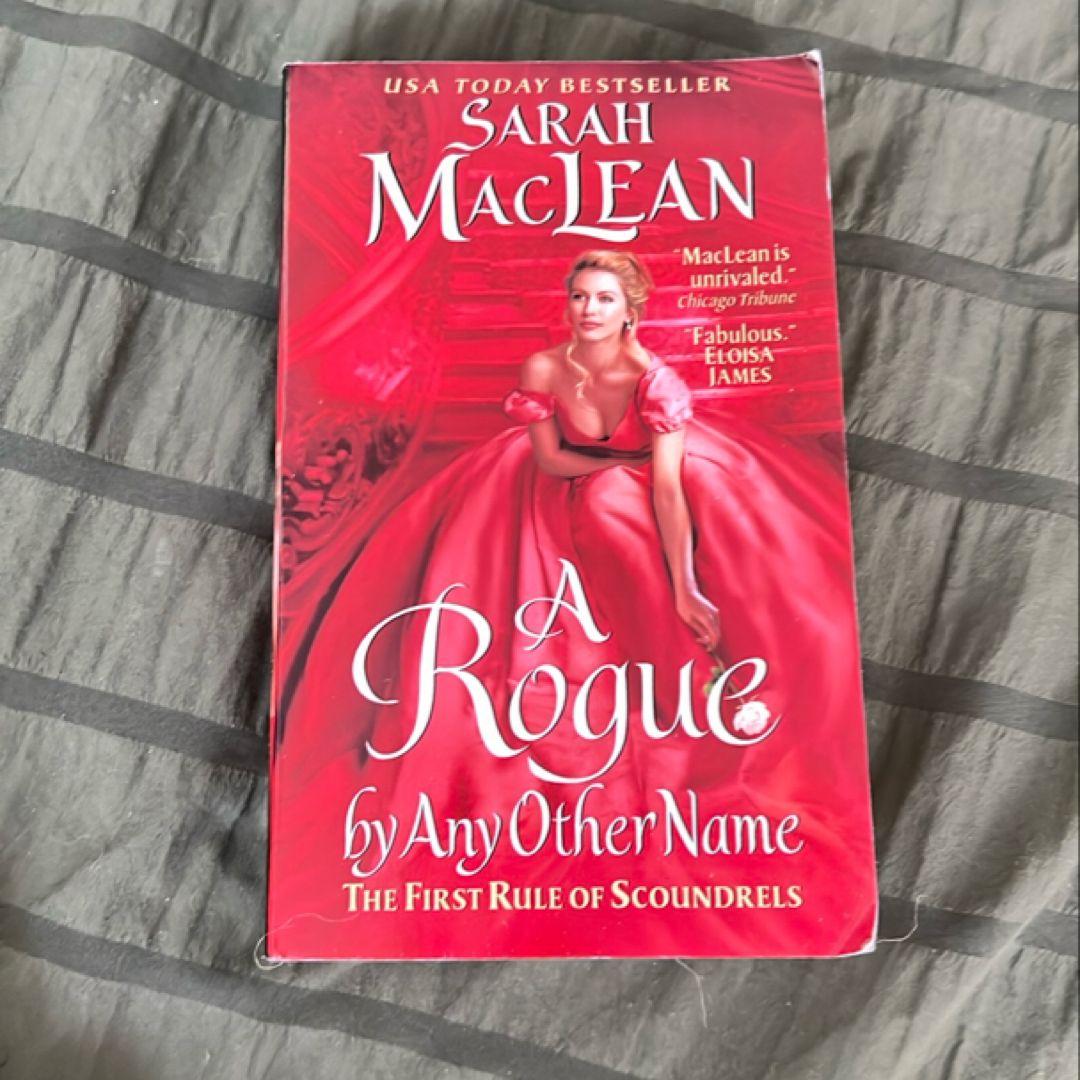 USA TODAY BESTSELLER
SARAH
MACLEAN
"MacLean is
unrivaled."
Chicago Tribune
"Fabulous."
ELOISA
JAMES
A
Rogue
by Any Other Name
THE FIRST RULE OF SCOUNDRELS